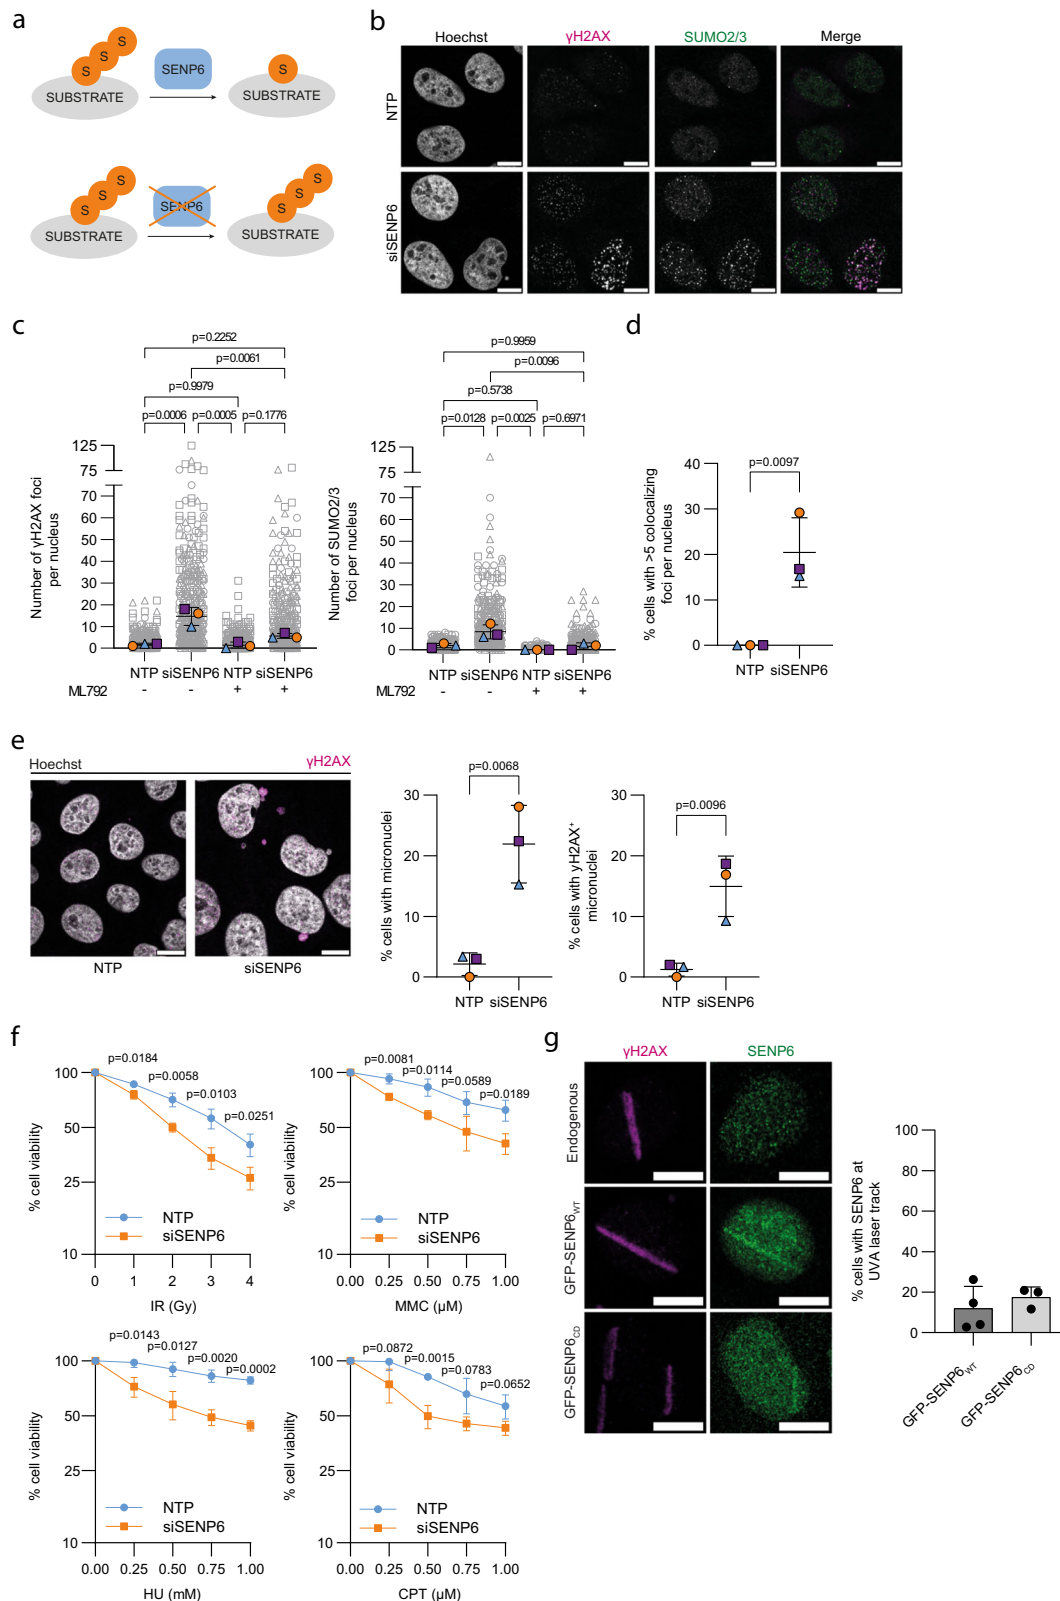 a
S
S
S
SENP6
S
SUBSTRATE
SUBSTRATE
S
S
S
SENP6
S
S
S
SUBSTRATE
SUBSTRATE
b
Hoechst
γH2AX
SUMO2/3
Merge
NTP
siSENP6
c
p=0.2252
p=0.0061
p=0.9979
p=0.0006
p=0.0005
p=0.1776
Number of γH2AX foci
per nucleus
125
75
70
60
50
40
30
20
10
0
NTP siSENP6 NTP siSENP6
ML792
- - + +
p=0.9959
p=0.0096
p=0.5738
p=0.0128
p=0.0025
p=0.6971
Number of SUMO2/3
foci per nucleus
125
75
70
60
50
40
30
20
10
0
NTP siSENP6 NTP siSENP6
- - + +
d
p=0.0097
% cells with >5 colocalizing
foci per nucleus
40
30
20
10
0
NTP siSENP6
e
Hoechst
γH2AX
NTP
siSENP6
p=0.0068
% cells with micronuclei
30
20
10
0
NTP siSENP6
p=0.0096
% cells with γH2AX+
micronuclei
30
20
10
0
NTP siSENP6
f
p=0.0184
p=0.0058
p=0.0103
p=0.0251
% cell viability
100
50
25
10
NTP
siSENP6
0 1 2 3 4
IR (Gy)
p=0.0081
p=0.0114
p=0.0589
p=0.0189
% cell viability
100
50
25
10
NTP
siSENP6
0.00 0.25 0.50 0.75 1.00
MMC (μM)
p=0.0143
p=0.0127
p=0.0020
p=0.0002
% cell viability
100
50
25
10
NTP
siSENP6
0.00 0.25 0.50 0.75 1.00
HU (mM)
p=0.0872
p=0.0015
p=0.0783
p=0.0652
% cell viability
100
50
25
10
NTP
siSENP6
0.00 0.25 0.50 0.75 1.00
CPT (μM)
g
γH2AX
SENP6
Endogenous
GFP-SENP6WT
GFP-SENP6CD
% cells with SENP6 at
UVA laser track
100
80
60
40
20
0
GFP-SENP6WT
GFP-SENP6CD